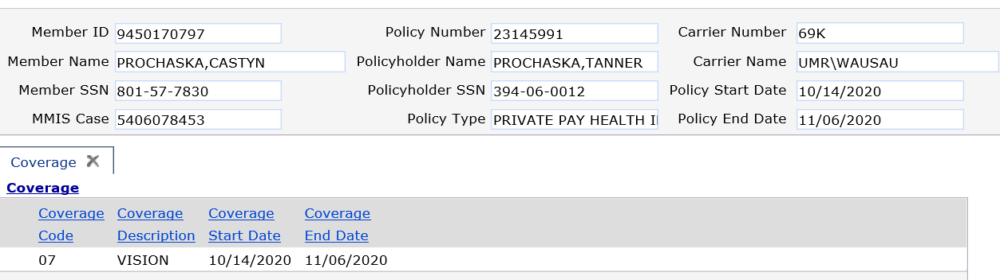 Member ID 9450170797 Policy Number 23145991 Carrier Number 69K
Member Name PROCHASKA,CASTYN Policyholder Name PROCHASKA,TANNER Carrier Name UMR\WAUSAU
Member SSN 801-57-7830 Policyholder SSN 394-06-0012 Policy Start Date 10/14/2020
MMIS Case 5406078453 Policy Type PRIVATE PAY HEALTH I Policy End Date 11/06/2020
Coverage
Coverage
Coverage Coverage Coverage Coverage
Code Description Start Date End Date
07 VISION 10/14/2020 11/06/2020